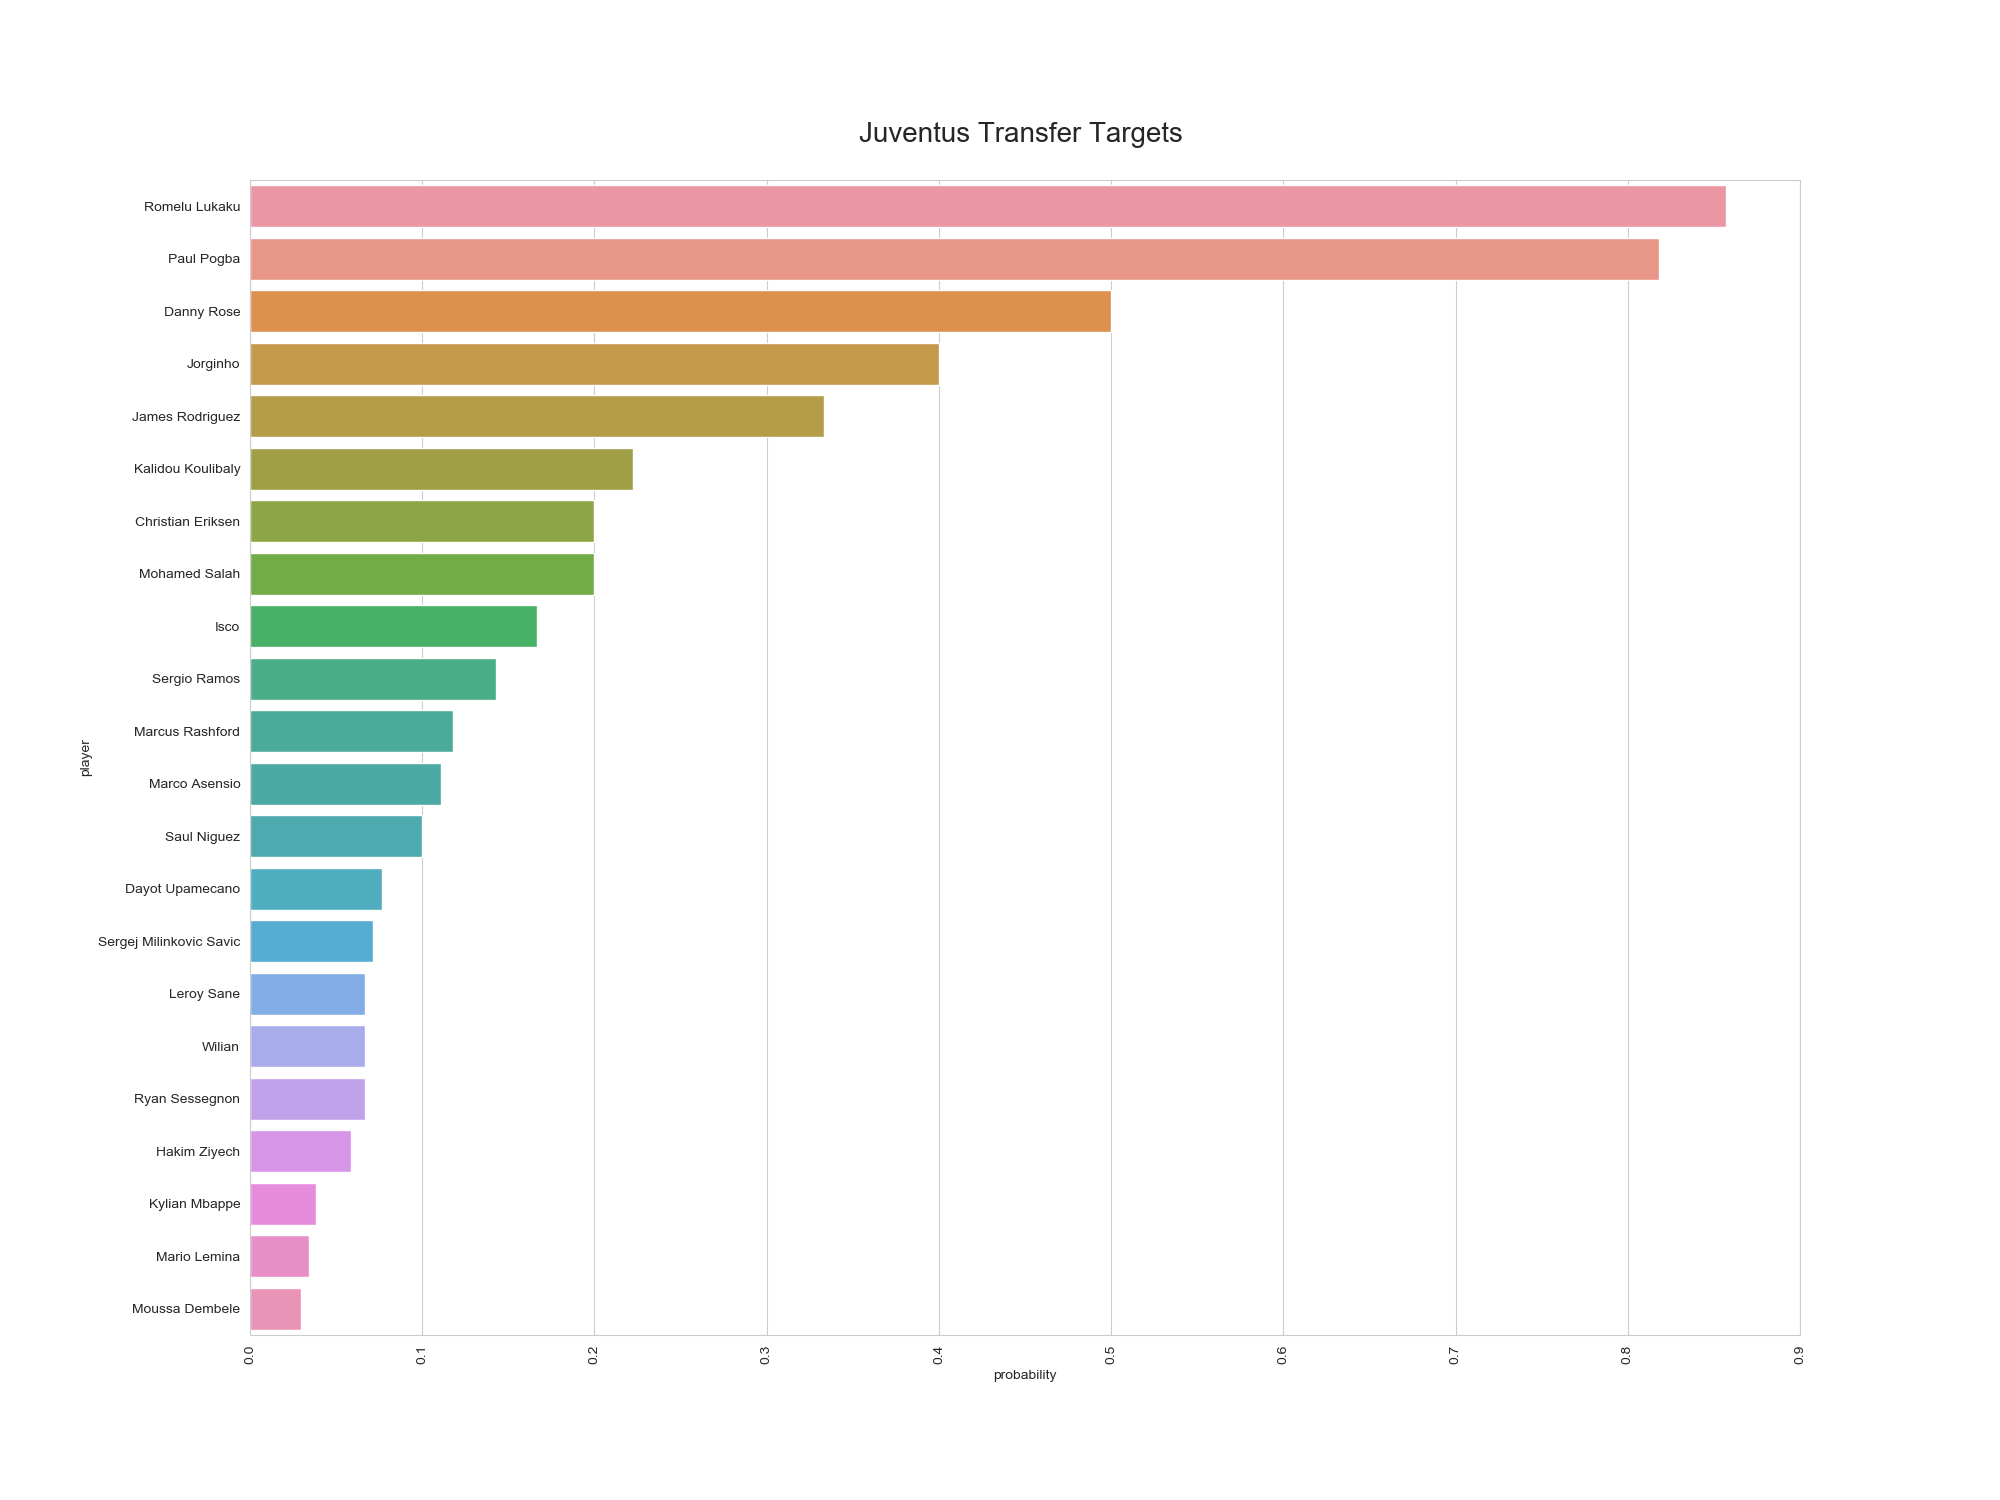 Juventus Transfer Targets
Romelu Lukaku
Paul Pogba
Danny Rose
Jorginho
James Rodriguez
Kalidou Koulibaly
Christian Eriksen
Mohamed Salah
Isco
Sergio Ramos
Marcus Rashford
Marco Asensio
Saul Niguez
Dayot Upamecano
Sergej Milinkovic Savic
Leroy Sane
Wilian
Ryan Sessegnon
Hakim Ziyech
Kylian Mbappe
Mario Lemina
Moussa Dembele
player
0.0 0.1 0.2 0.3 0.4 0.5 0.6 0.7 0.8 0.9
probability